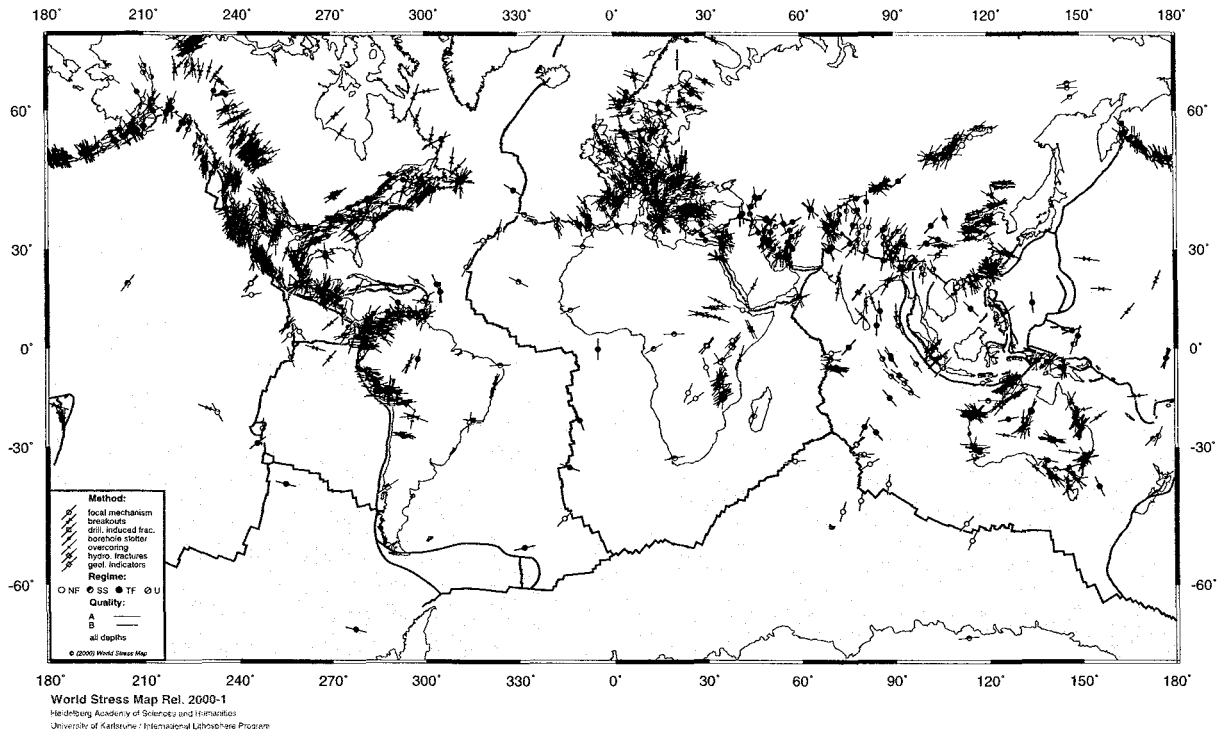 180° 210° 240° 270° 300° 330° 0° 30° 60° 90° 120° 150° 180°
60° 60°
30° 30°
0° 0°
-30° -30°
-60° -60°
Method:
focal mechanism
breakouts
drill. induced frac.
borehole slotter
overcoring
hydro. fractures
geol. indicators
Regime:
NF SS TF U
Quality:
A
B
all depths
© (2000) World Stress Map
180° 210° 240° 270° 300° 330° 0° 30° 60° 90° 120° 150° 180°
World Stress Map Rel. 2000-1
Heidelberg Academy of Sciences and Humanities
University of Karlsruhe / International Lithosphere Program